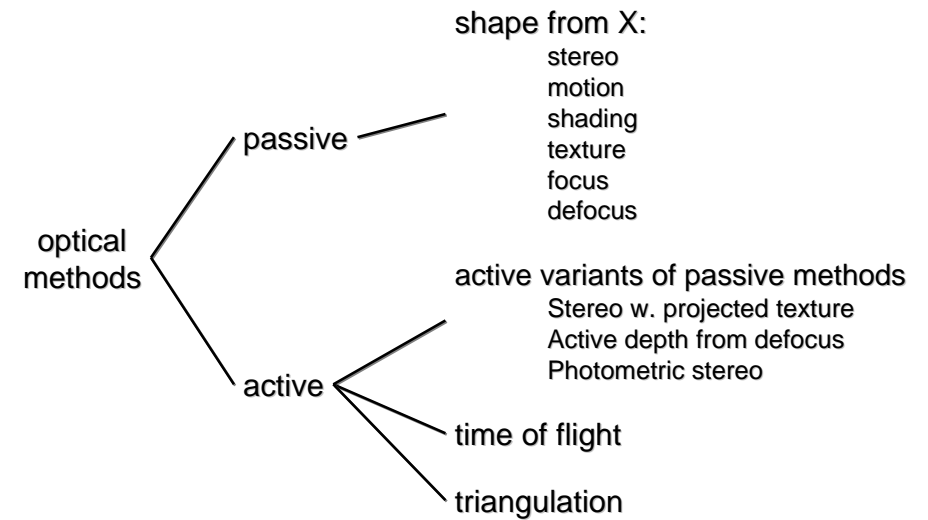 shape from X:
stereo
motion
shading
texture
focus
defocus
passive
optical
methods
active variants of passive methods
Stereo w. projected texture
Active depth from defocus
Photometric stereo
active
time of flight
triangulation